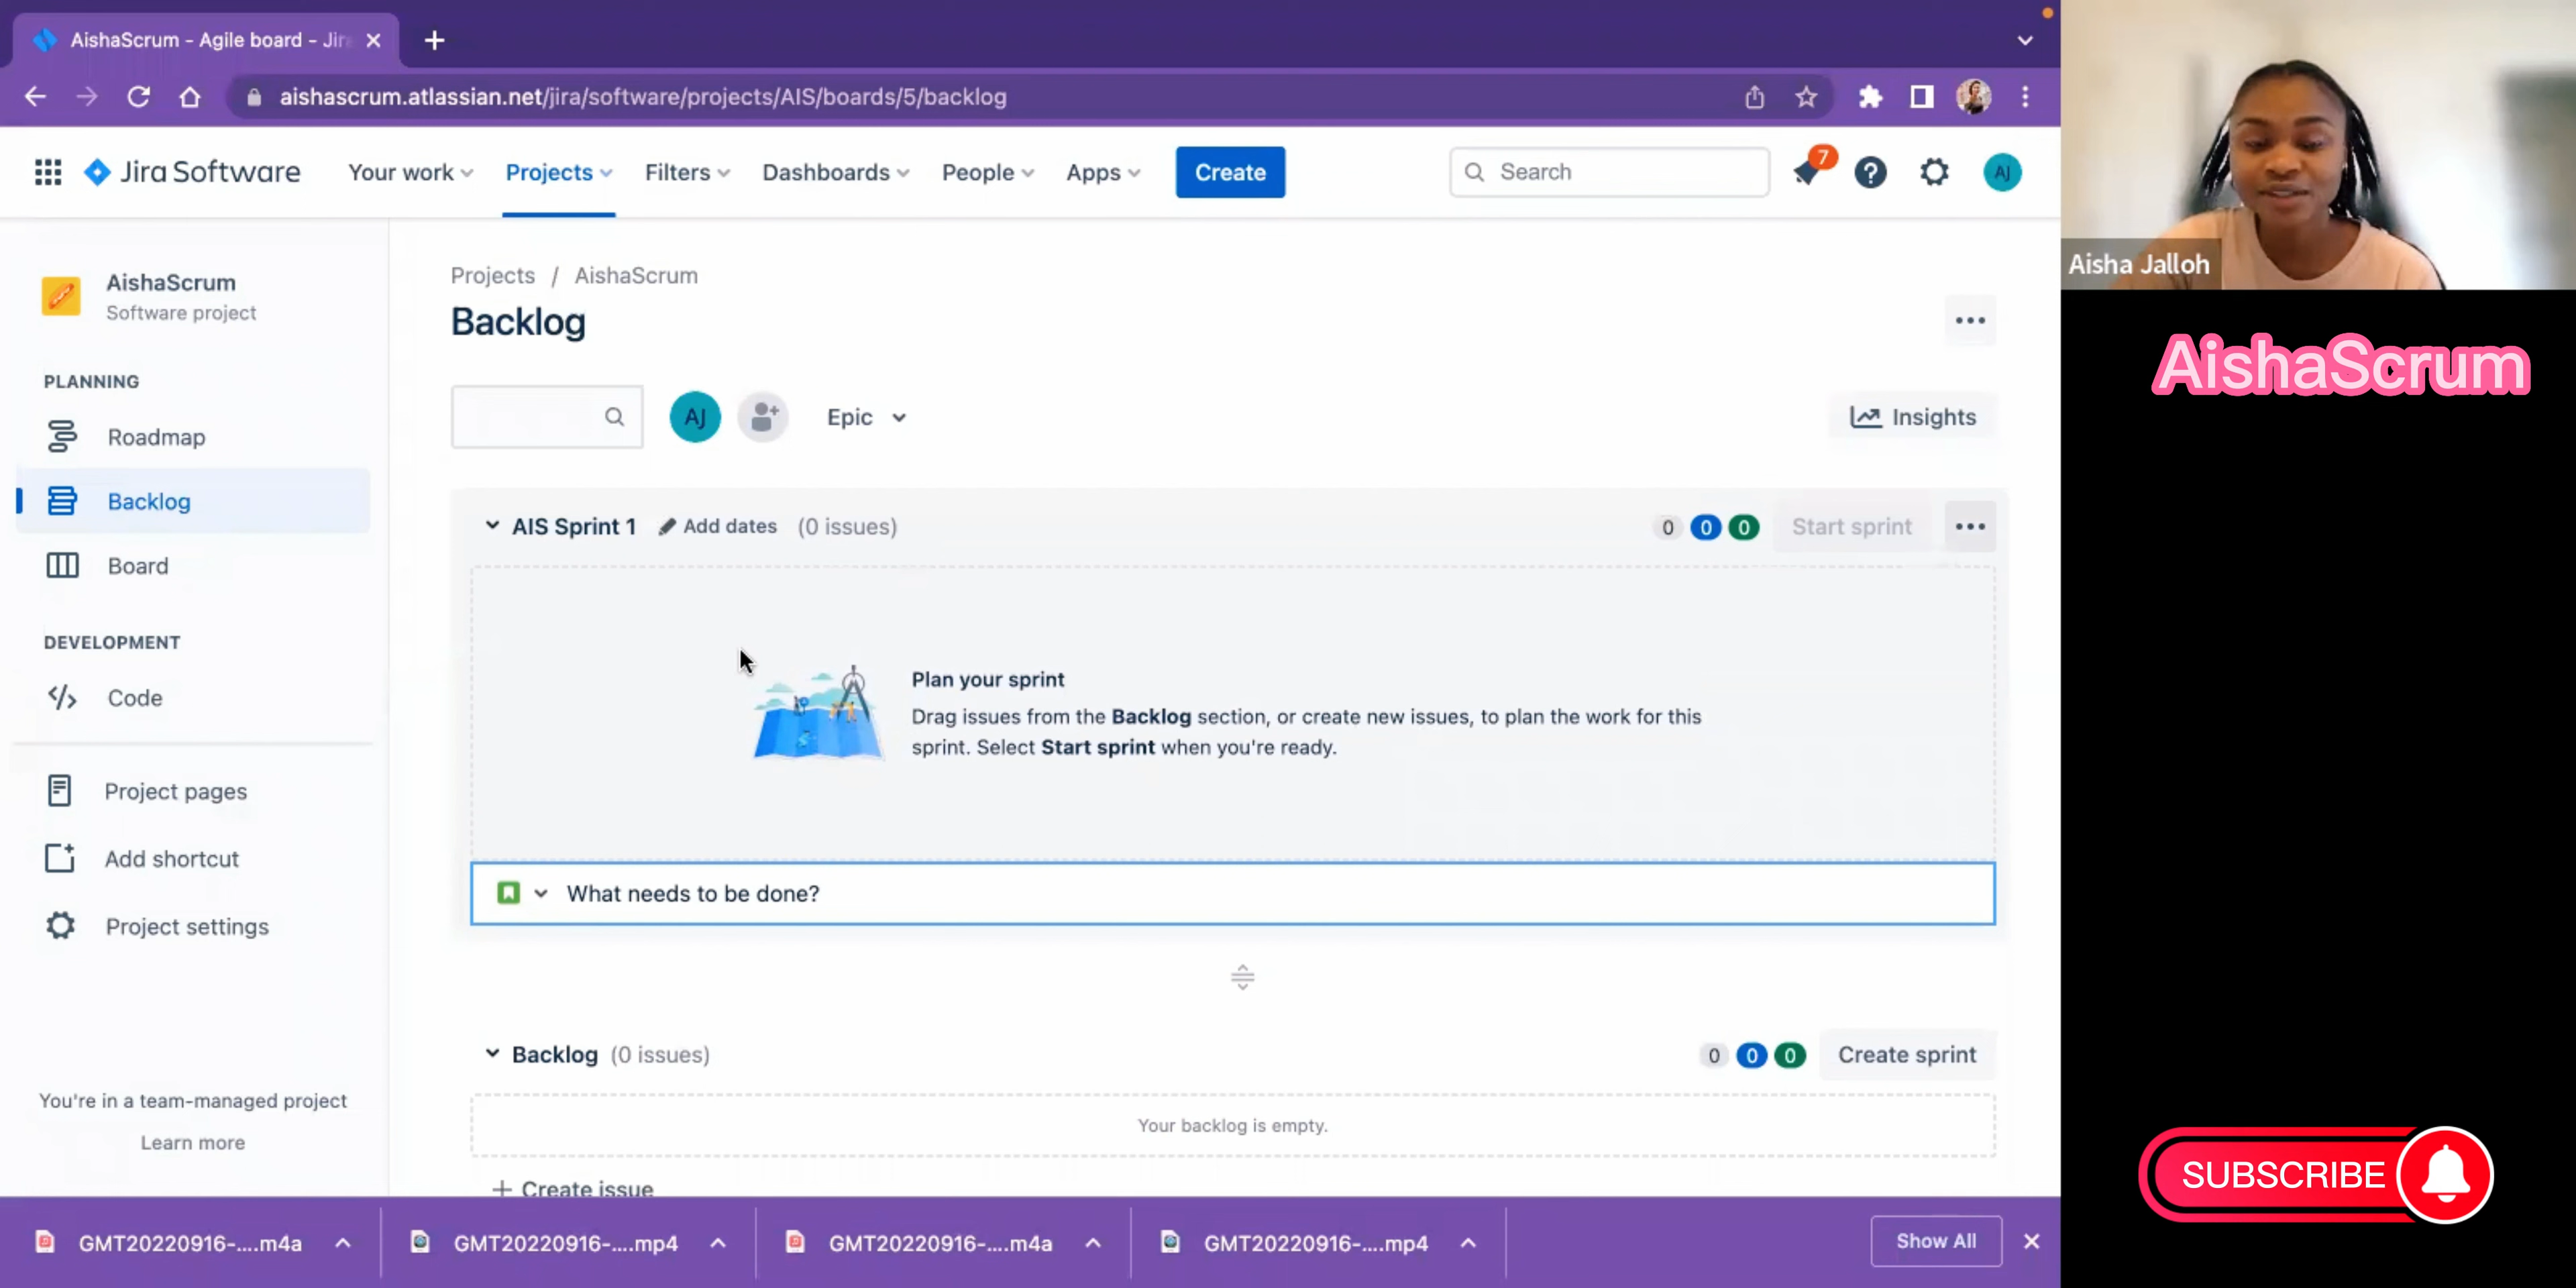 AishaScrum - Agile board - Jir
aishascrum.atlassian.net/jira/software/projects/AIS/boards/5/backlog
Jira Software Your work Projects Filters Dashboards People Apps Create Search 7 AJ
AishaScrum
Software project
PLANNING
Roadmap
Backlog
Board
DEVELOPMENT
Code
Project pages
Add shortcut
Project settings
You're in a team-managed project
Learn more
Projects / AishaScrum
Backlog
AJ Epic Insights
AIS Sprint 1 Add dates (0 issues) 0 0 0 Start sprint
Plan your sprint
Drag issues from the Backlog section, or create new issues, to plan the work for this
sprint. Select Start sprint when you're ready.
What needs to be done?
Backlog (0 issues) 0 0 0 Create sprint
Your backlog is empty.
+ Create issue
GMT20220916-....m4a GMT20220916-....mp4 GMT20220916-....m4a GMT20220916-....mp4 Show All
Aisha Jalloh
AishaScrum
SUBSCRIBE